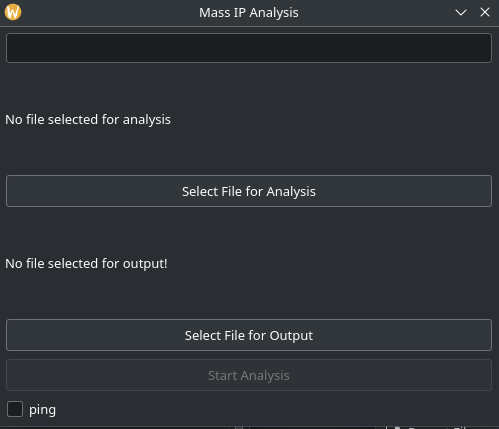 Mass IP Analysis
No file selected for analysis
Select File for Analysis
No file selected for output!
Select File for Output
Start Analysis
ping